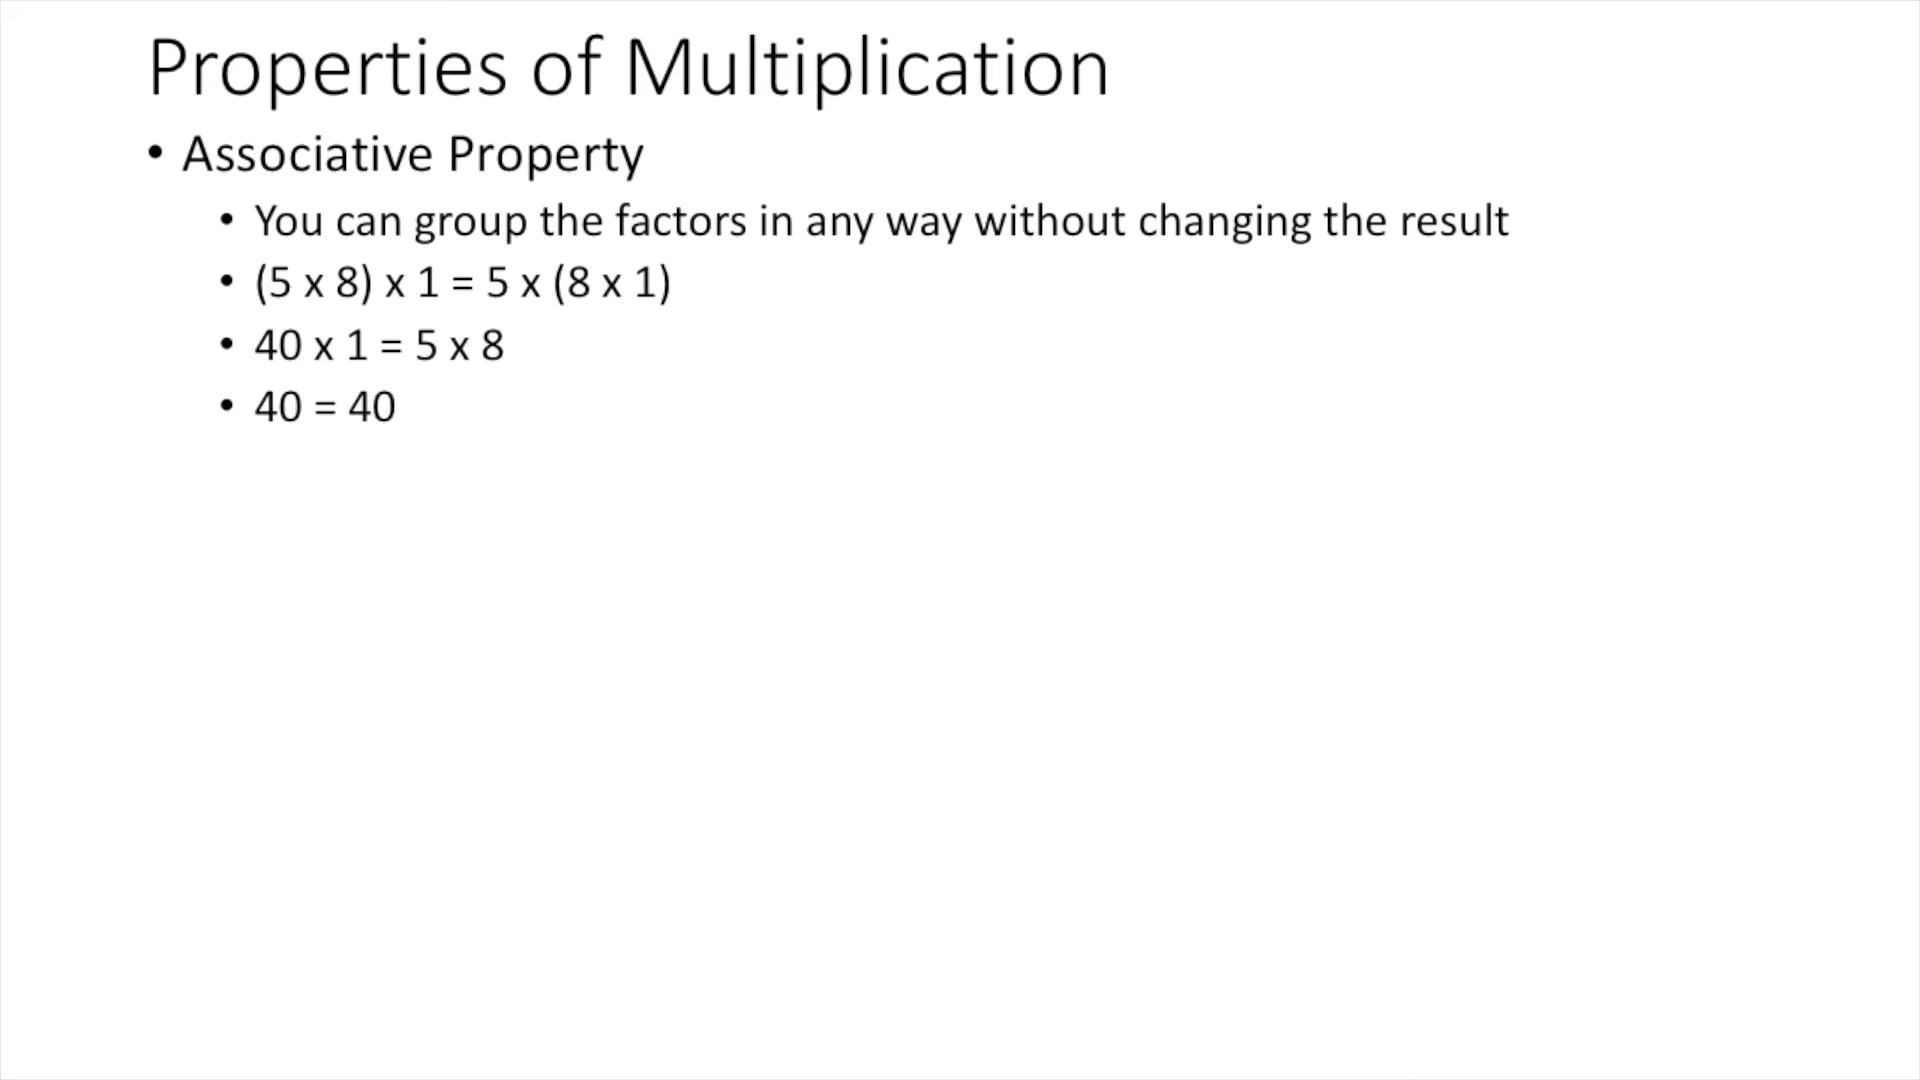 Properties of Multiplication
• Associative Property
• You can group the factors in any way without changing the result
• (5 x 8) x 1 = 5 x (8 x 1)
• 40 x 1 = 5 x 8
• 40 = 40